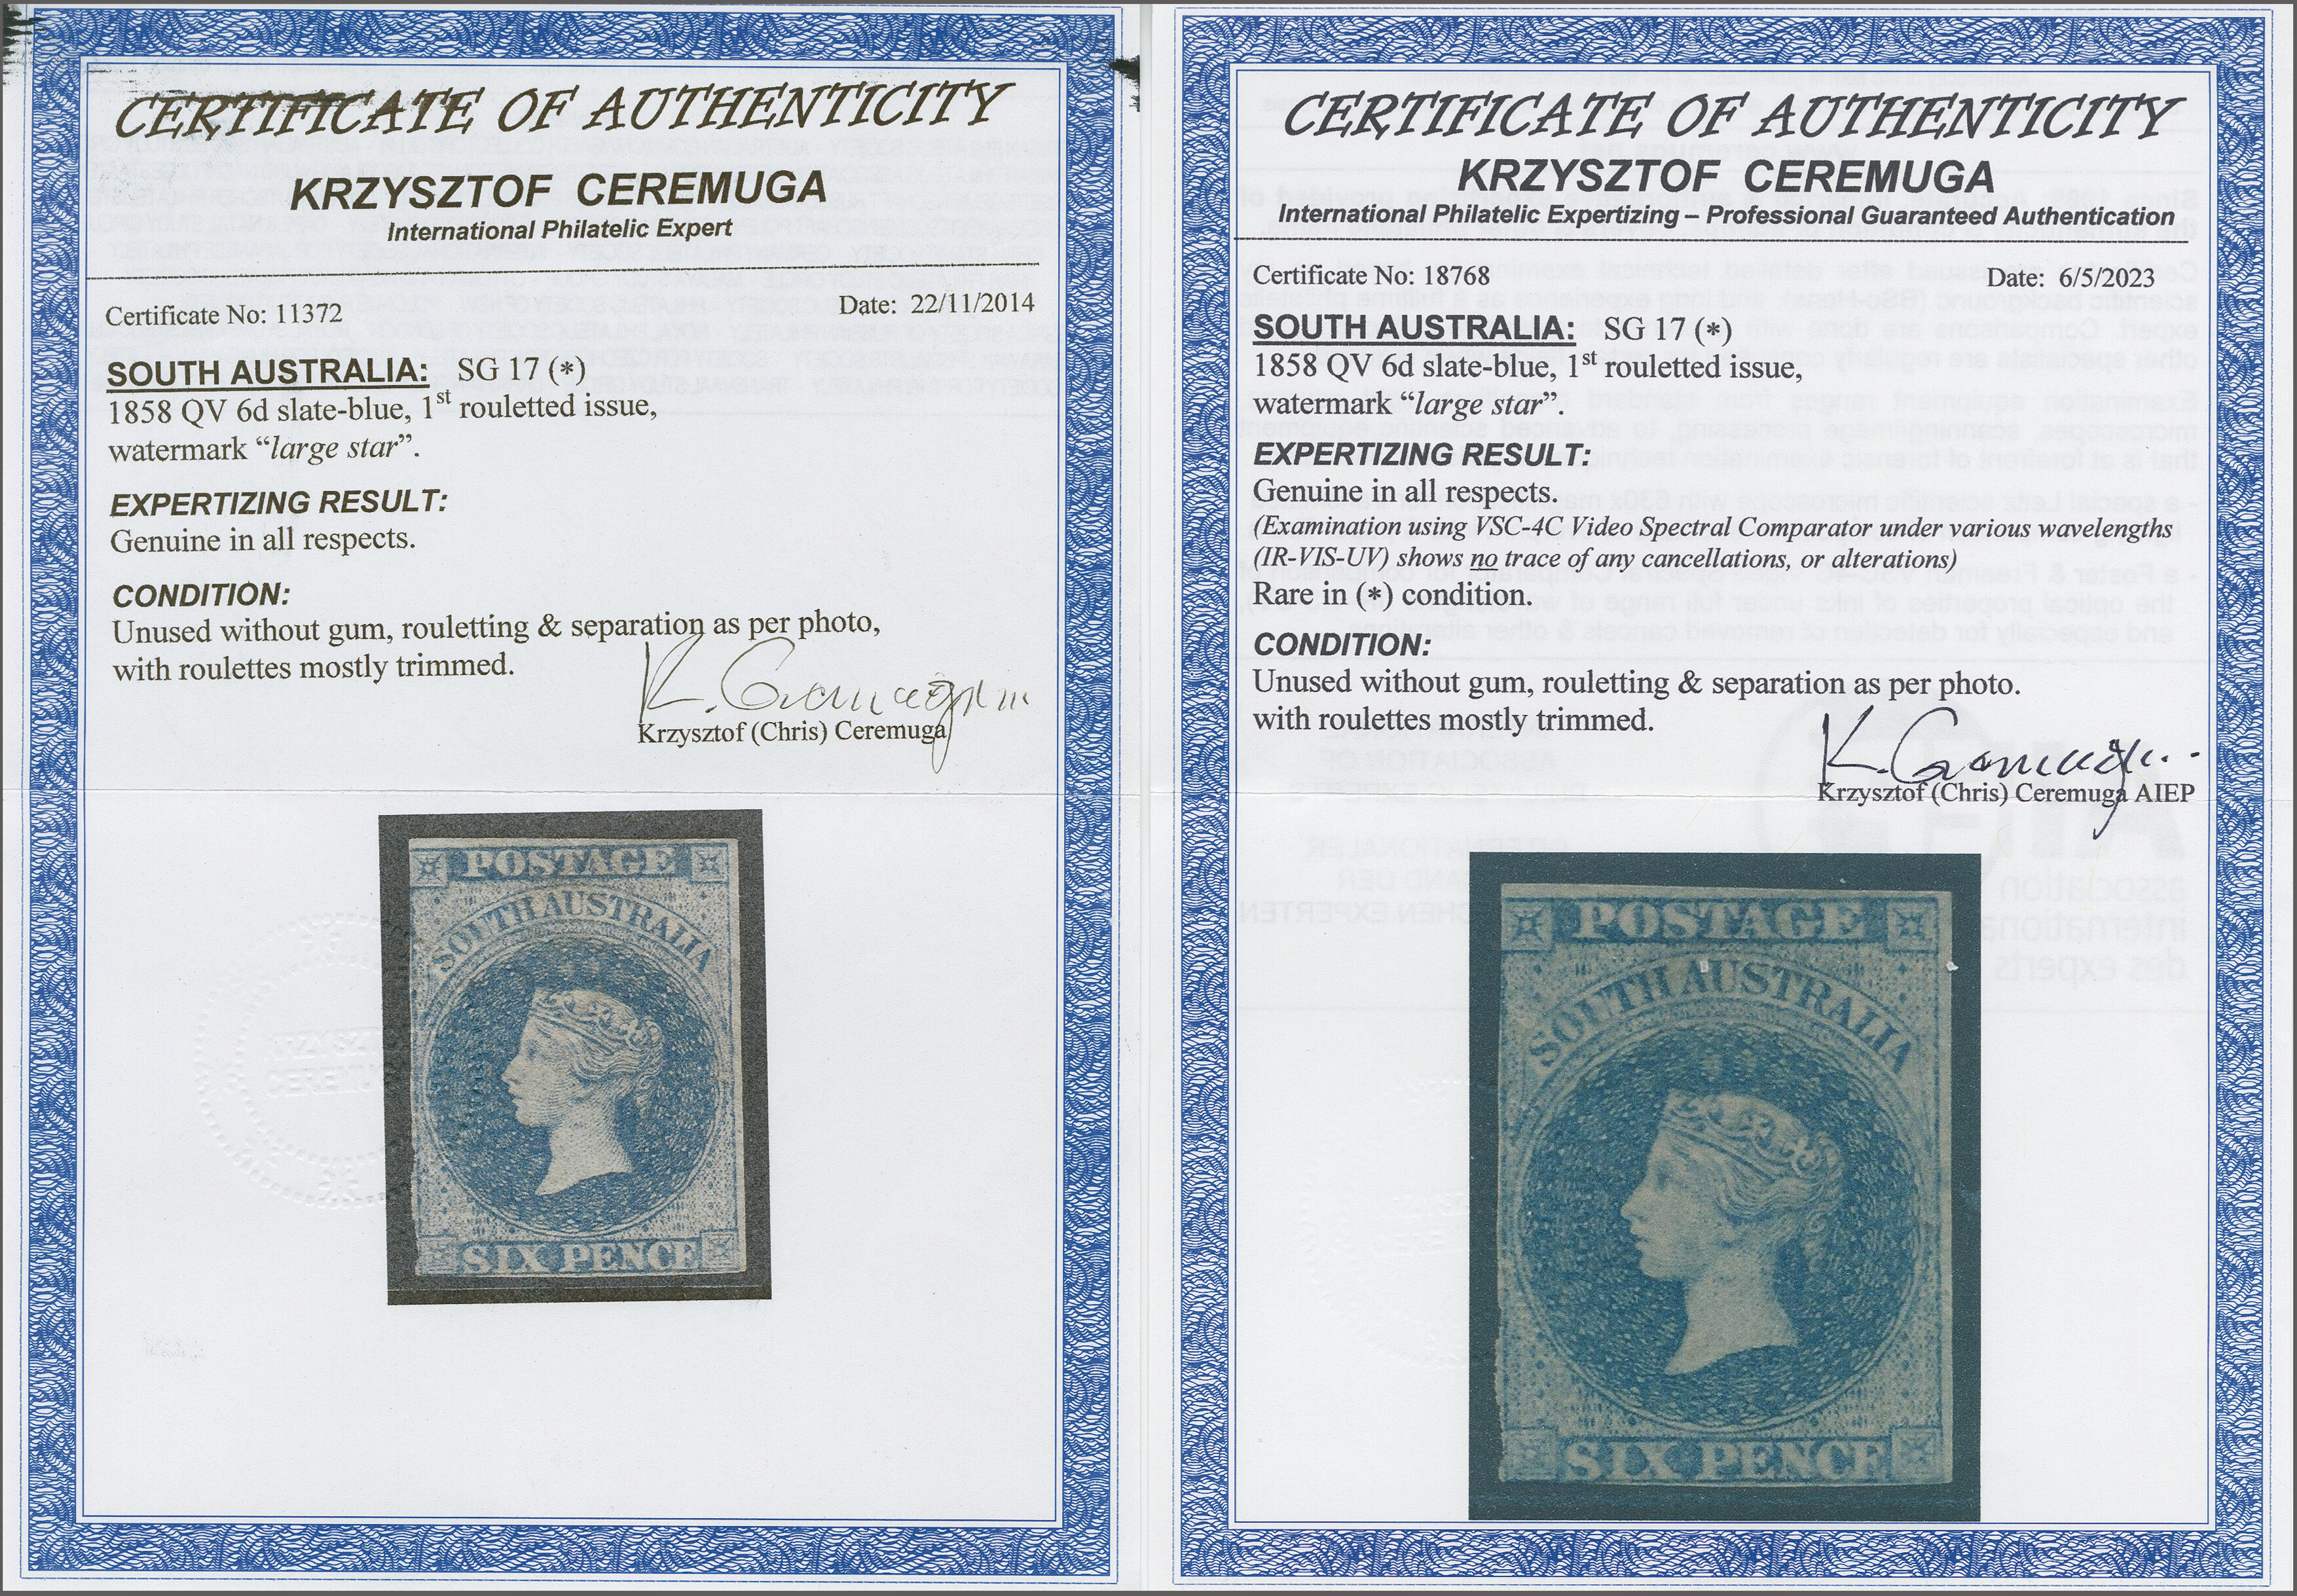 CERTIFICATE OF AUTHENTICITY
KRZYSZTOF CEREMUGA
International Philatelic Expert
Certificate No: 11372
Date: 22/11/2014
SOUTH AUSTRALIA: SG 17 (*)
1858 QV 6d slate-blue, 1st rouletted issue,
watermark “large star”.
EXPERTIZING RESULT:
Genuine in all respects.
CONDITION:
Unused without gum, rouletting & separation as per photo,
with roulettes mostly trimmed.
K. Ceremuga
Krzysztof (Chris) Ceremuga
POSTAGE
SOUTH AUSTRALIA
SIX PENCE
CERTIFICATE OF AUTHENTICITY
KRZYSZTOF CEREMUGA
International Philatelic Expertizing – Professional Guaranteed Authentication
Certificate No: 18768
Date: 6/5/2023
SOUTH AUSTRALIA: SG 17 (*)
1858 QV 6d slate-blue, 1st rouletted issue,
watermark “large star”.
EXPERTIZING RESULT:
Genuine in all respects.
(Examination using VSC-4C Video Spectral Comparator under various wavelengths
(IR-VIS-UV) shows no trace of any cancellations, or alterations)
Rare in (*) condition.
CONDITION:
Unused without gum, rouletting & separation as per photo.
with roulettes mostly trimmed.
K. Ceremuga
Krzysztof (Chris) Ceremuga AIEP
POSTAGE
SOUTH AUSTRALIA
SIX PENCE